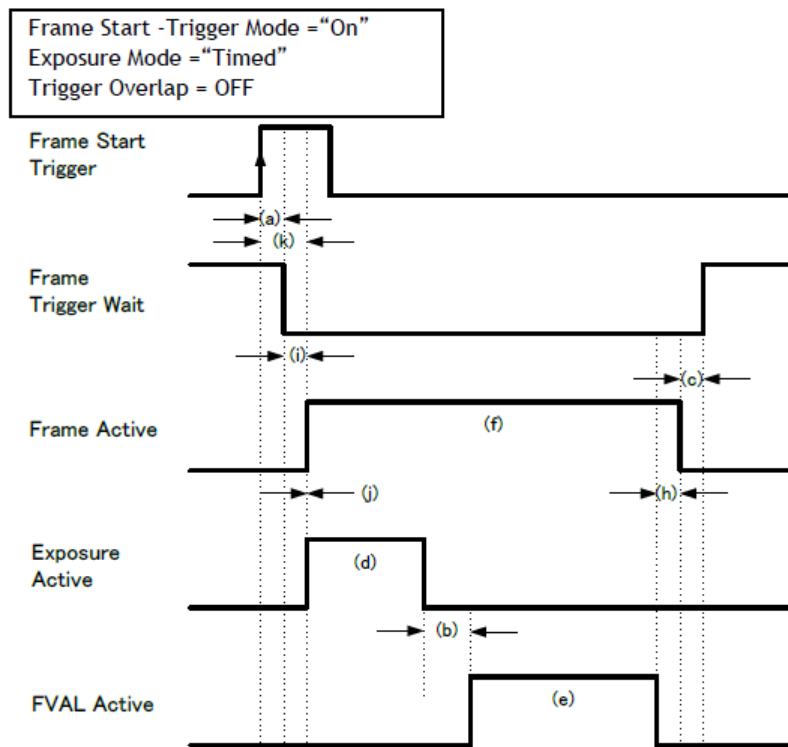 Frame Start -Trigger Mode =“On”
Exposure Mode =“Timed”
Trigger Overlap = OFF
Frame Start
Trigger
(a)
(k)
Frame
Trigger Wait
(i)
(c)
Frame Active
(f)
(j)
(h)
Exposure
Active
(d)
(b)
FVAL Active
(e)